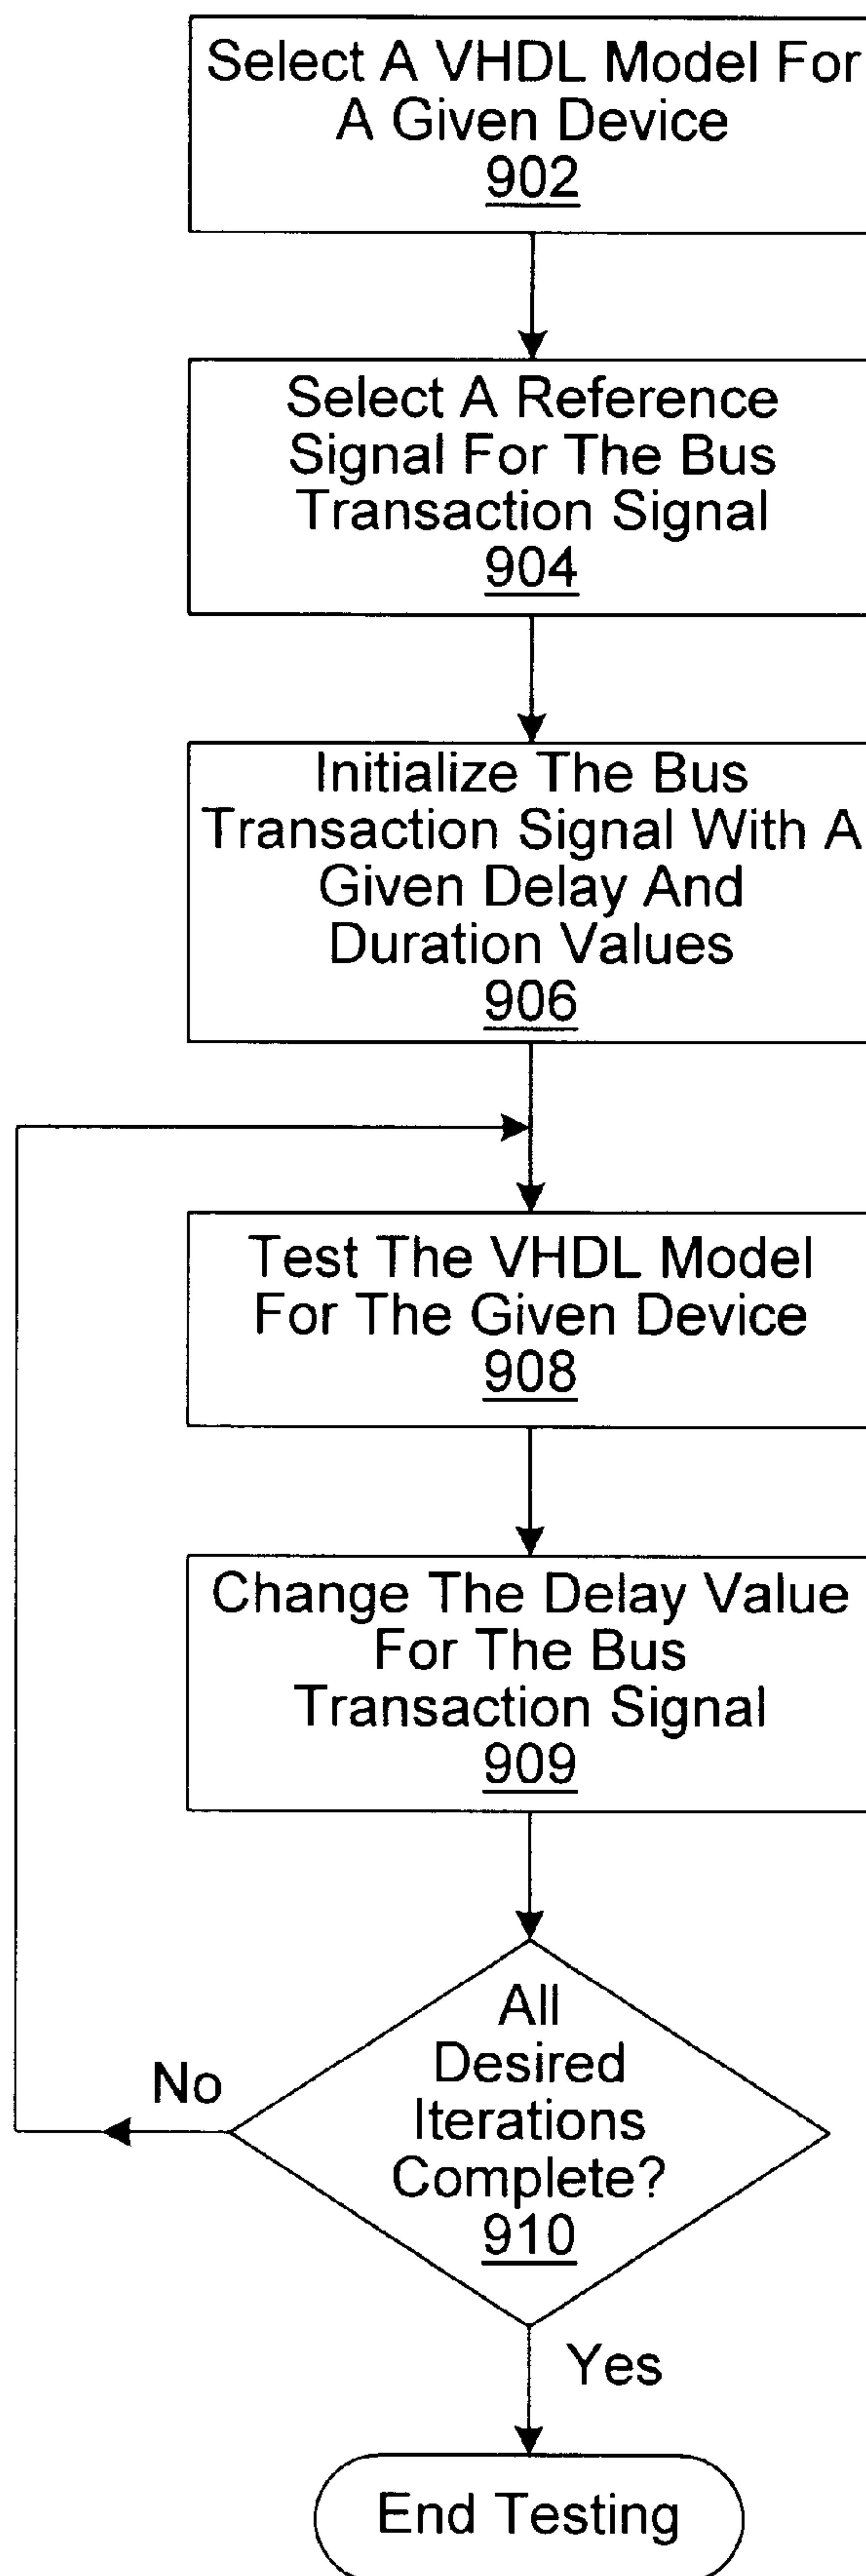 Select A VHDL Model For
A Given Device
902
Select A Reference
Signal For The Bus
Transaction Signal
904
Initialize The Bus
Transaction Signal With A
Given Delay And
Duration Values
906
Test The VHDL Model
For The Given Device
908
Change The Delay Value
For The Bus
Transaction Signal
909
All
Desired
Iterations
Complete?
910
No
Yes
End Testing